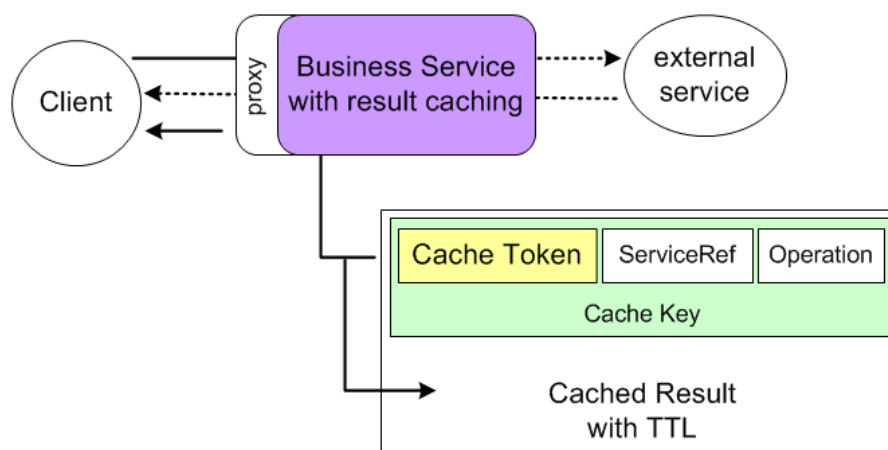 Client
proxy
Business Service
with result caching
external
service
Cache Token
ServiceRef
Operation
Cache Key
Cached Result
with TTL